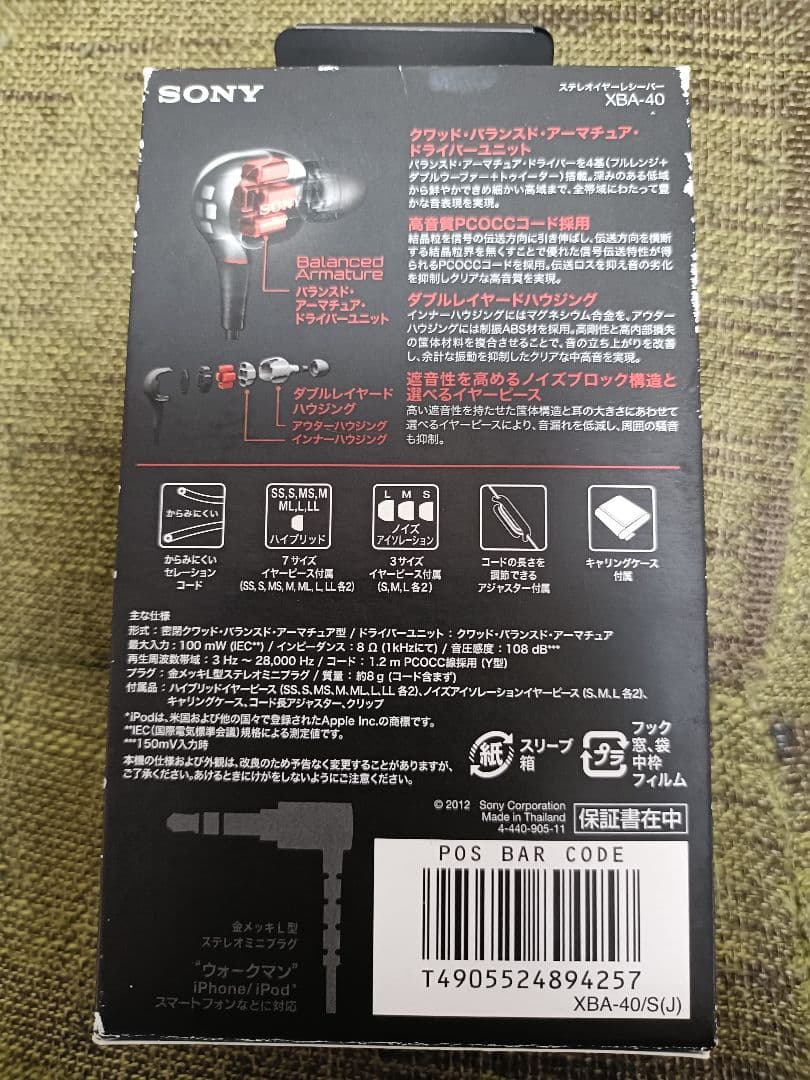 SONY
ステレオイヤーレシーバー
XBA-40
クワッド・バランスド・アーマチュア・
ドライバーユニット
バランスド・アーマチュア・ドライバーを4基(フルレンジ+
ダブルウーファー+トゥイーター)搭載。深みのある低域
から鮮やかできめ細かい高域まで、全帯域にわたって豊
かな音表現を実現。
高音質PCOCCコード採用
結晶粒を信号の伝送方向に引き伸ばし、伝送方向を横断
する結晶粒界を無くすことで優れた信号伝送特性が得
られるPCOCCコードを採用。伝送ロスを抑え音の劣化
を抑制しクリアな高音質を実現。
ダブルレイヤードハウジング
インナーハウジングにはマグネシウム合金を、アウター
ハウジングには制振ABS材を採用。高剛性と高内部損失
の筐体材料を複合させることで、音の立ち上がりを改善
し、余計な振動を抑制したクリアな中高音を実現。
遮音性を高めるノイズブロック構造と
選べるイヤーピース
高い遮音性を持たせた筐体構造と耳の大きさにあわせて
選べるイヤーピースにより、音漏れを低減し、周囲の騒音
も抑制。
SONY
Balanced
Armature
バランスド・
アーマチュア・
ドライバーユニット
ダブルレイヤード
ハウジング
アウターハウジング
インナーハウジング
からみにくい
からみにくい
セレーション
コード
SS,S,MS,M
ML,L,LL
ハイブリッド
7サイズ
イヤーピース付属
(SS, S, MS, M, ML, L, LL 各2)
L M S
ノイズ
アイソレーション
3サイズ
イヤーピース付属
(S, M, L 各2)
コードの長さを
調節できる
アジャスター付属
キャリングケース
付属
主な仕様
形式:密閉クワッド・バランスド・アーマチュア型 / ドライバーユニット:クワッド・バランスド・アーマチュア
最大入力:100 mW (IEC**) / インピーダンス:8 Ω (1kHzにて) / 音圧感度:108 dB***
再生周波数帯域:3 Hz ~ 28,000 Hz / コード:1.2 m PCOCC線採用 (Y型)
プラグ:金メッキL型ステレオミニプラグ / 質量:約8 g (コード含まず)
付属品:ハイブリッドイヤーピース (SS, S, MS, M, ML, L, LL 各2)、ノイズアイソレーションイヤーピース (S, M, L 各2)、
キャリングケース、コード長アジャスター、クリップ
*iPodは、米国および他の国々で登録されたApple Inc.の商標です。
**IEC(国際電気標準会議)規格による測定値です。
***150mV入力時
本機の仕様および外観は、改良のため予告なく変更することがありますが、
ご了承ください。あけるときにけがをしないようにご注意ください。
紙
スリーブ
箱
プラ
フック
窓、袋
中枠
フィルム
© 2012 Sony Corporation
Made in Thailand
4-440-905-11
保証書在中
POS BAR CODE
T4905524894257
XBA-40/S(J)
金メッキL型
ステレオミニプラグ
"ウォークマン"
iPhone/iPod*
スマートフォンなどに対応